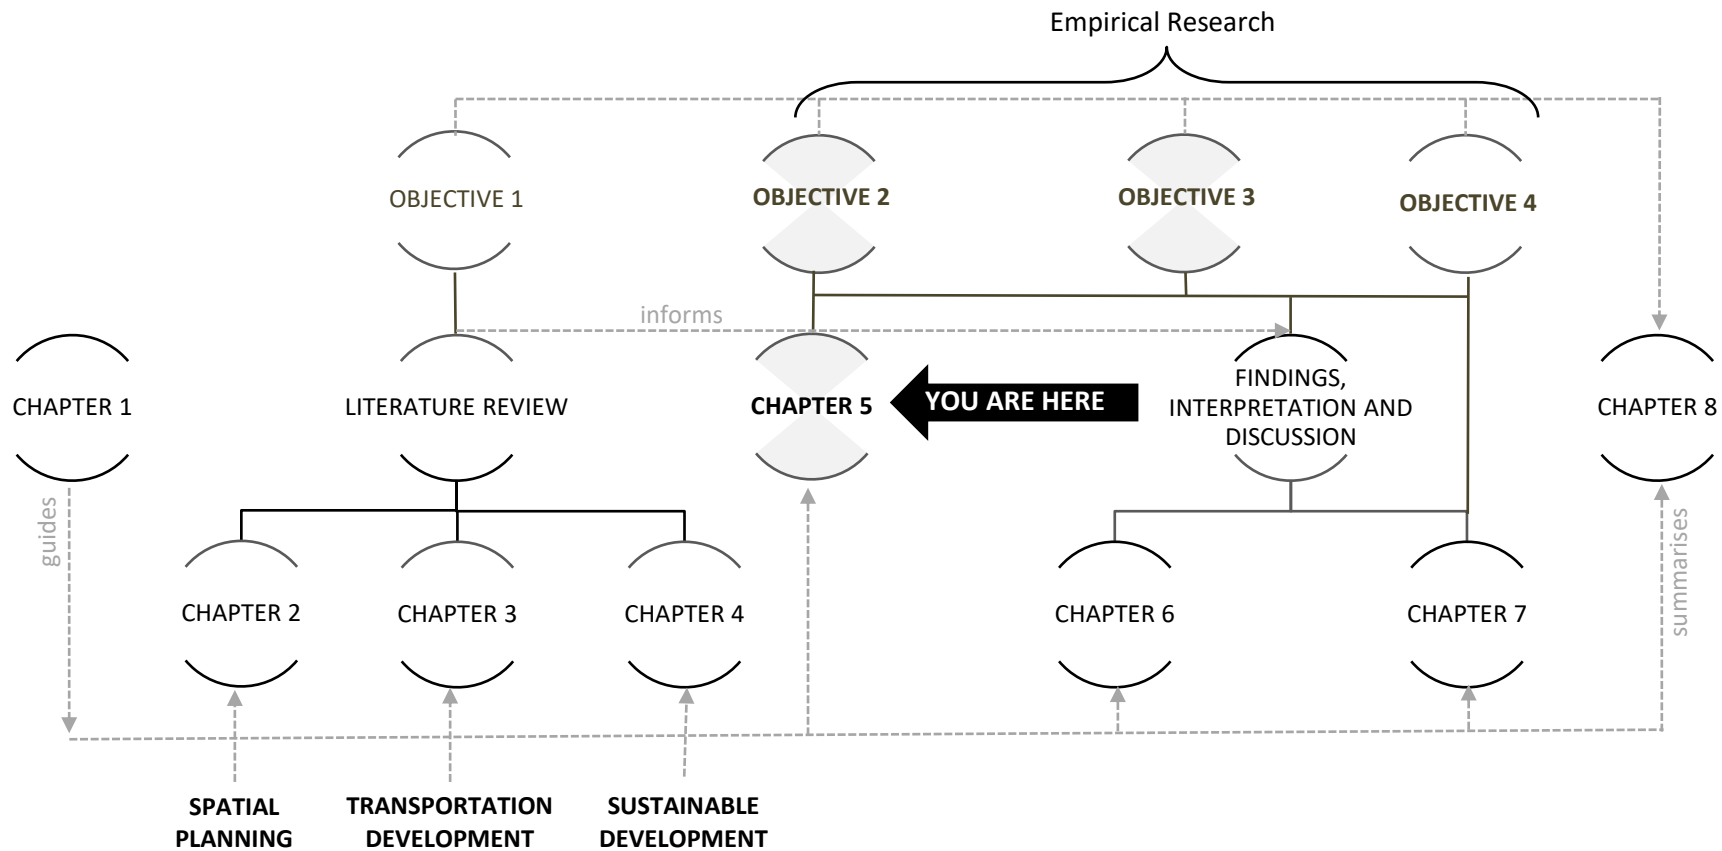 Empirical Research
OBJECTIVE 1
OBJECTIVE 2
OBJECTIVE 3
OBJECTIVE 4
informs
CHAPTER 1
LITERATURE REVIEW
CHAPTER 5
YOU ARE HERE
FINDINGS,
INTERPRETATION AND
DISCUSSION
CHAPTER 8
guides
summarises
CHAPTER 2
CHAPTER 3
CHAPTER 4
CHAPTER 6
CHAPTER 7
SPATIAL
PLANNING
TRANSPORTATION
DEVELOPMENT
SUSTAINABLE
DEVELOPMENT